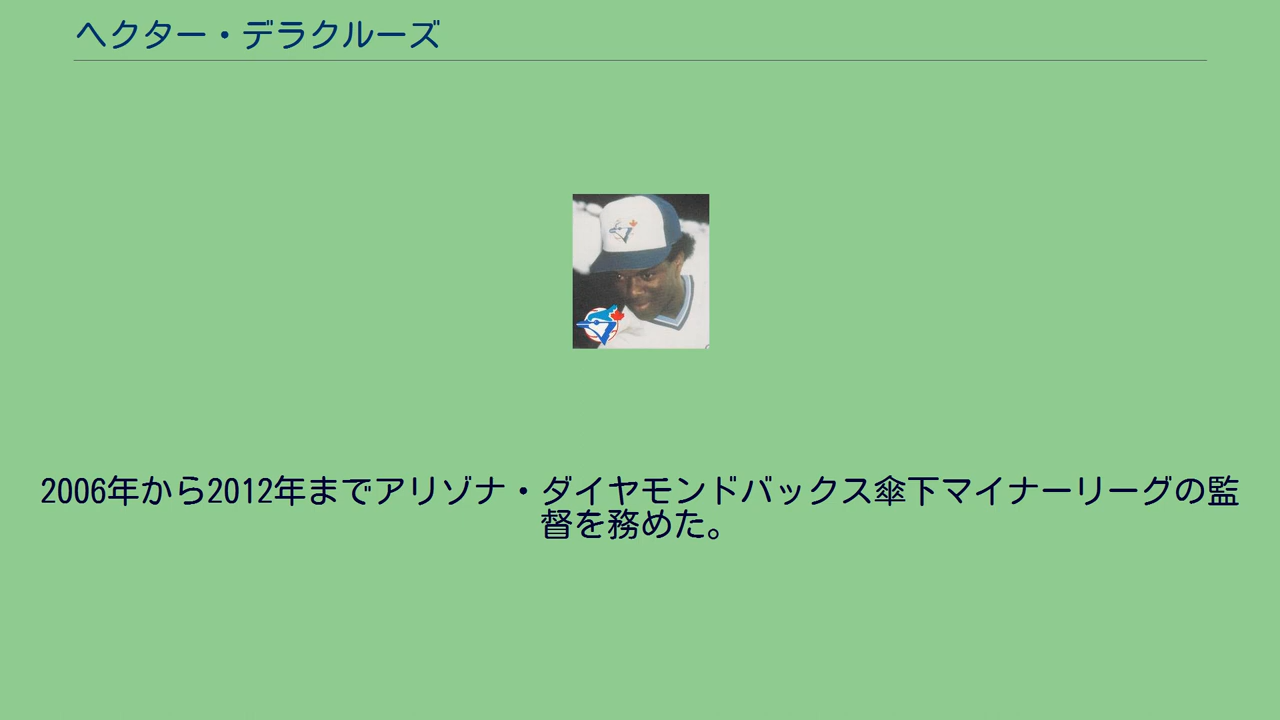 ヘクター・デラクルーズ
2006年から2012年までアリゾナ・ダイヤモンドバックス傘下マイナーリーグの監
督を務めた。